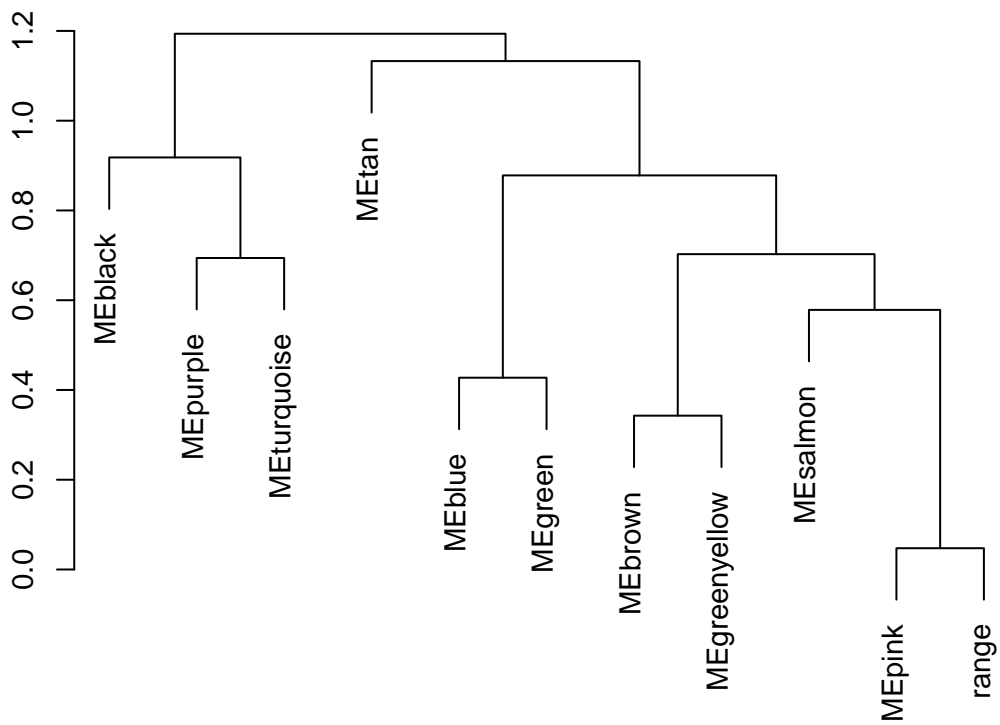 1.2
1.0
0.8
0.6
0.4
0.2
0.0
MEblack
MEpurple
MEturquoise
MEtan
MEblue
MEgreen
MEbrown
MEgreenyellow
MEsalmon
MEpink
range